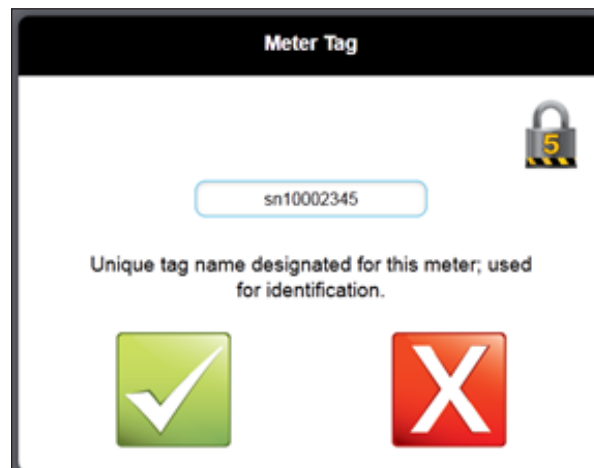 Meter Tag
5
sn10002345
Unique tag name designated for this meter; used
for identification.